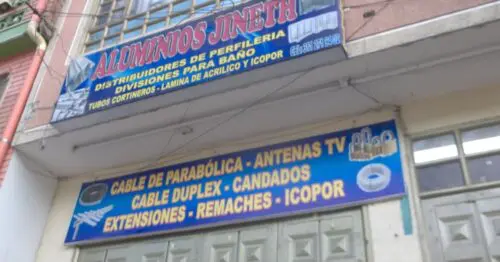 ALUMINIOS JINETH
DISTRIBUIDORES DE PERFILERIA
DIVISIONES PARA BAÑO
TUBOS CORTINEROS - LAMINA DE ACRILICO Y ICOPOR
CABLE DE PARABÓLICA - ANTENAS TV
CABLE DUPLEX - CANDADOS
EXTENSIONES - REMACHES - ICOPOR